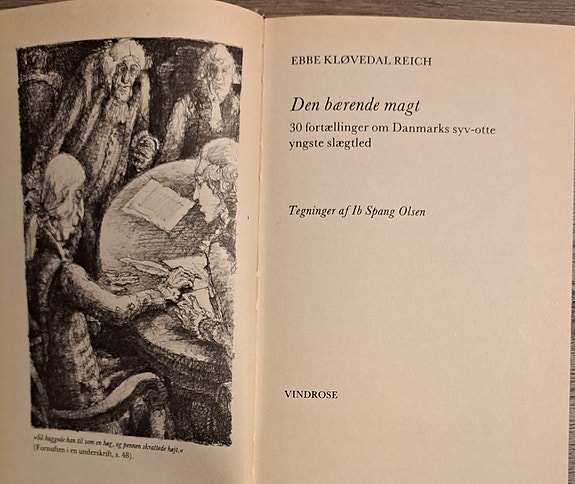 »Så huggede han til som en høg, og pennen skrattede højt.«
(Fornuften i en underskrift, s. 48).
EBBE KLØVEDAL REICH
Den bærende magt
30 fortællinger om Danmarks syv-otte
yngste slægtled
Tegninger af Ib Spang Olsen
VINDROSE